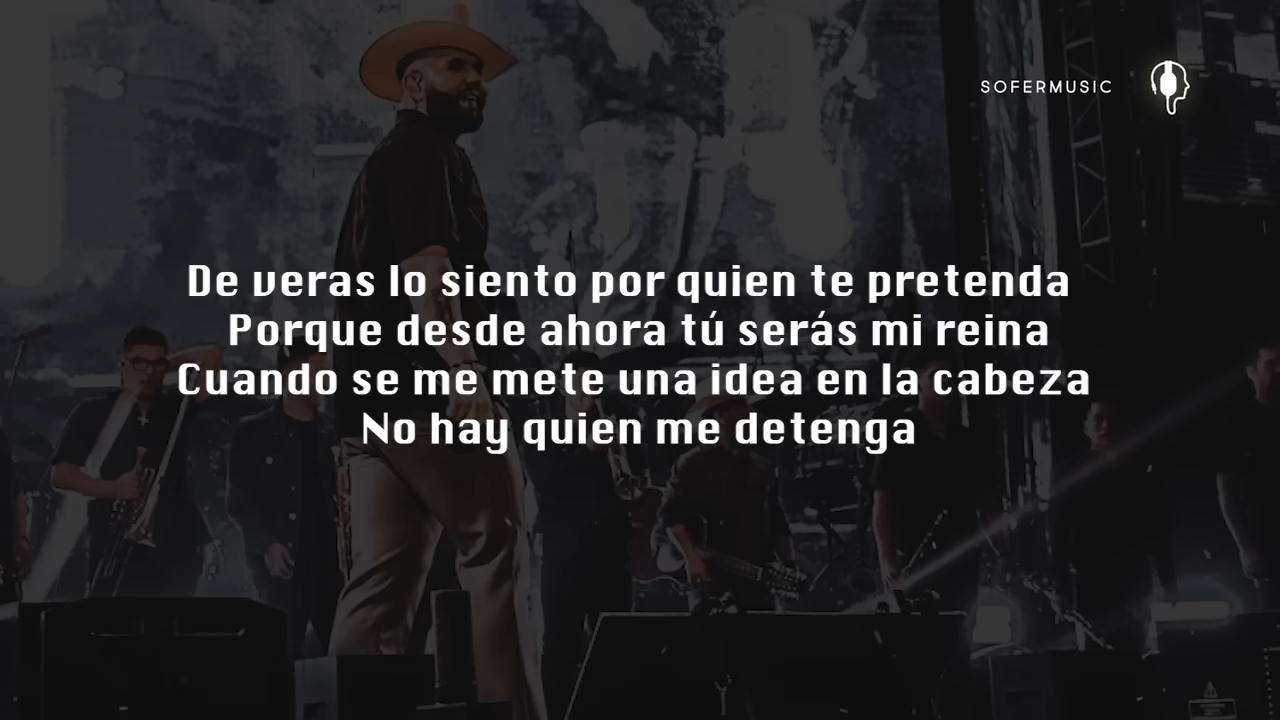 SOFERMUSIC
De veras lo siento por quien te pretenda
Porque desde ahora tú serás mi reina
Cuando se me mete una idea en la cabeza
No hay quien me detenga